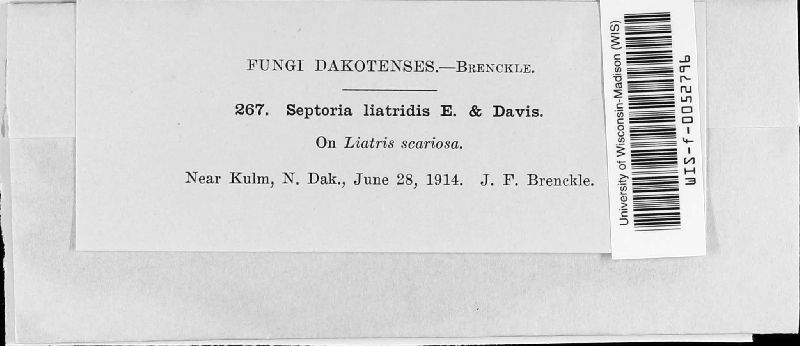 FUNGI DAKOTENSES.—BRENCKLE.
267. Septoria liatridis E. & Davis.
On Liatris scariosa.
Near Kulm, N. Dak., June 28, 1914. J. F. Brenckle.
University of Wisconsin-Madison (WIS)
WIS-f-0052796